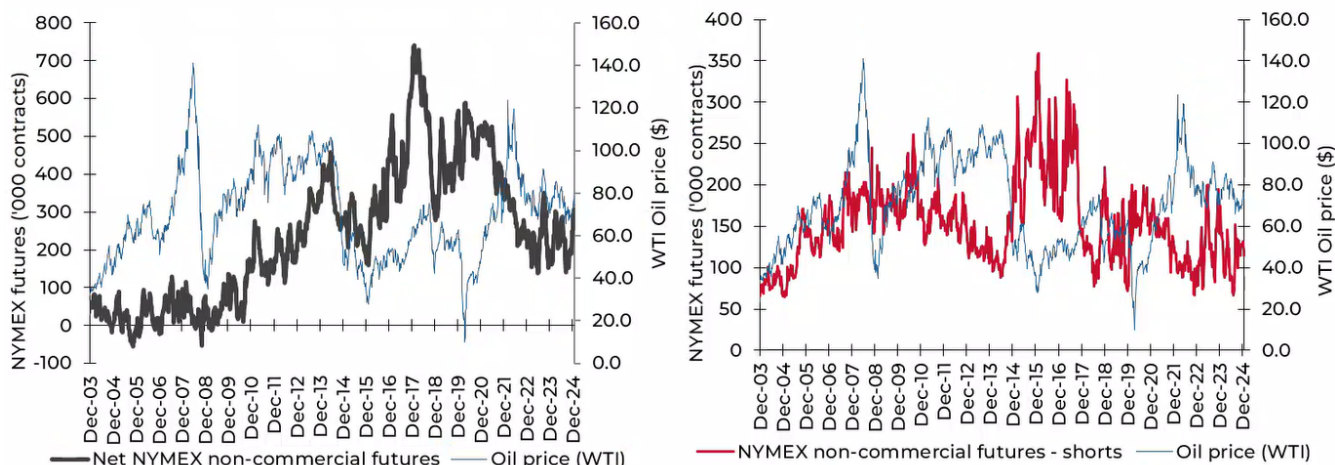 NYMEX futures ('000 contracts)
800
700
600
500
400
300
200
100
0
-100
160.0
140.0
120.0
100.0
80.0
60.0
40.0
20.0
0.0
WTI Oil price ($)
Dec-03
Dec-04
Dec-05
Dec-06
Dec-07
Dec-08
Dec-09
Dec-10
Dec-11
Dec-12
Dec-13
Dec-14
Dec-15
Dec-16
Dec-17
Dec-18
Dec-19
Dec-20
Dec-21
Dec-22
Dec-23
Dec-24
Net NYMEX non-commercial futures
Oil price (WTI)
NYMEX futures ('000 contracts)
400
350
300
250
200
150
100
50
0
160.0
140.0
120.0
100.0
80.0
60.0
40.0
20.0
0.0
WTI Oil price ($)
Dec-03
Dec-04
Dec-05
Dec-06
Dec-07
Dec-08
Dec-09
Dec-10
Dec-11
Dec-12
Dec-13
Dec-14
Dec-15
Dec-16
Dec-17
Dec-18
Dec-19
Dec-20
Dec-21
Dec-22
Dec-23
Dec-24
NYMEX non-commercial futures - shorts
Oil price (WTI)